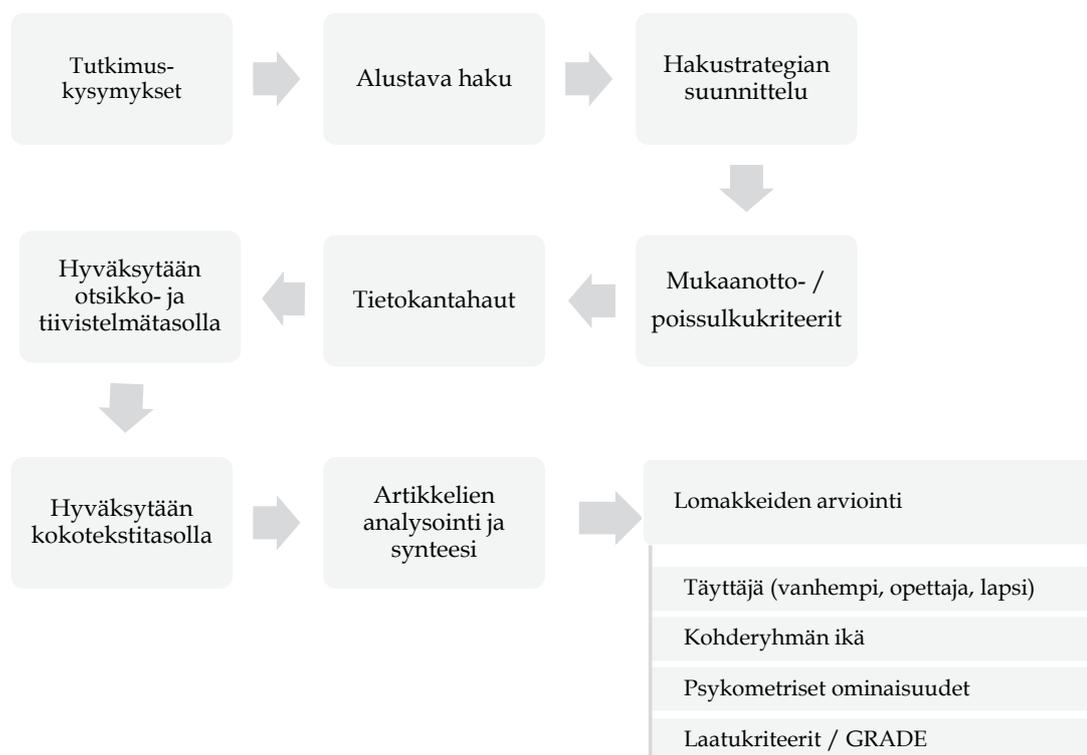 Tutkimus-
kysymykset
Alustava haku
Hakustrategian
suunnittelu
Mukaanotto- /
poissulkukriteerit
Tietokantahaut
Hyväksytään
otsikko- ja
tiivistelmätasolla
Hyväksytään
kokotekstitasolla
Artikkelien
analysointi ja
synteesi
Lomakkeiden arviointi
Täyttäjä (vanhempi, opettaja, lapsi)
Kohderyhmän ikä
Psykometriset ominaisuudet
Laatukriteerit / GRADE